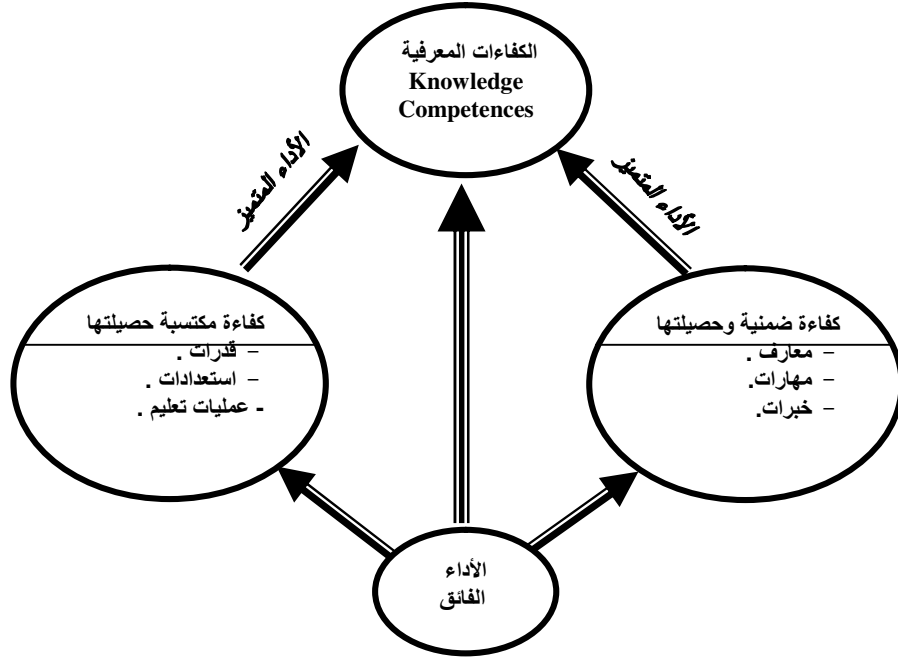 الكفاءات المعرفية
Knowledge
Competences
الأداء المتميز
الأداء المتميز
كفاءة ضمنية وحصيلتها
- معارف .
- مهارات.
- خبرات.
كفاءة مكتسبة حصيلتها
- قدرات .
- استعدادات .
- عمليات تعليم .
الأداء
الفائق